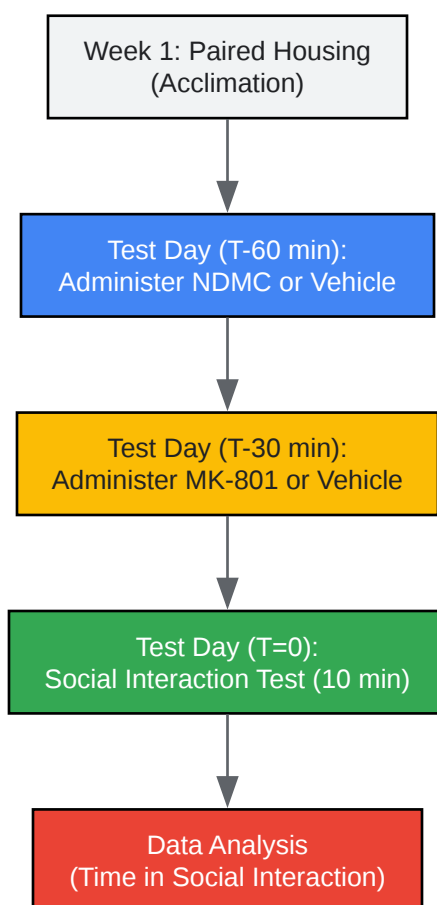 Week 1: Paired Housing
(Acclimation)
Test Day (T-60 min):
Administer NDMC or Vehicle
Test Day (T-30 min):
Administer MK-801 or Vehicle
Test Day (T=0):
Social Interaction Test (10 min)
Data Analysis
(Time in Social Interaction)